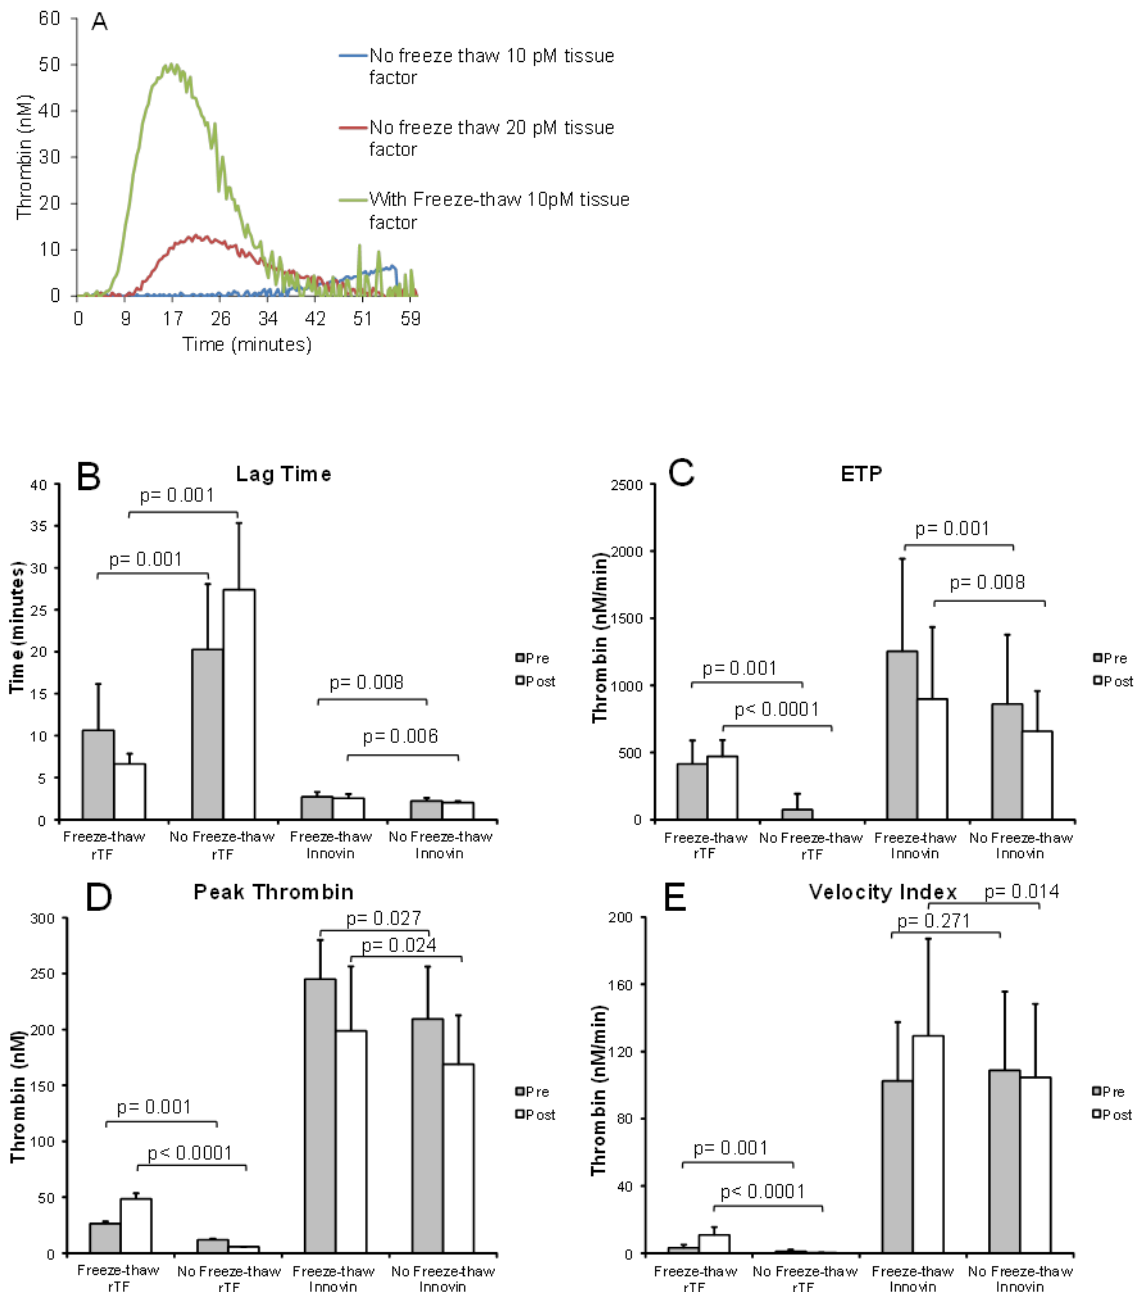 A
60
50
40
30
20
10
0
Thrombin (nM)
0 9 17 26 34 42 51 59
Time (minutes)
No freeze thaw 10 pM tissue
factor
No freeze thaw 20 pM tissue
factor
With Freeze-thaw 10pM tissue
factor
B
Lag Time
40
35
30
25
20
15
10
5
0
Time (minutes)
p= 0.001
p= 0.001
p= 0.008
p= 0.006
Pre
Post
Freeze-thaw No Freeze-thaw Freeze-thaw No Freeze-thaw
rTF rTF Innovin Innovin
C
ETP
2500
2000
1500
1000
500
0
Thrombin (nM/min)
p= 0.001
p= 0.008
p= 0.001
p< 0.0001
Pre
Post
Freeze-thaw No Freeze-thaw Freeze-thaw No Freeze-thaw
rTF rTF Innovin Innovin
D
Peak Thrombin
300
250
200
150
100
50
0
Thrombin (nM)
p= 0.027
p= 0.024
p= 0.001
p< 0.0001
Pre
Post
Freeze-thaw No Freeze-thaw Freeze-thaw No Freeze-thaw
rTF rTF Innovin Innovin
E
Velocity Index
200
160
120
80
40
0
Thrombin (nM/min)
p= 0.014
p= 0.271
p= 0.001
p< 0.0001
Pre
Post
Freeze-thaw No Freeze-thaw Freeze-thaw No Freeze-thaw
rTF rTF Innovin Innovin